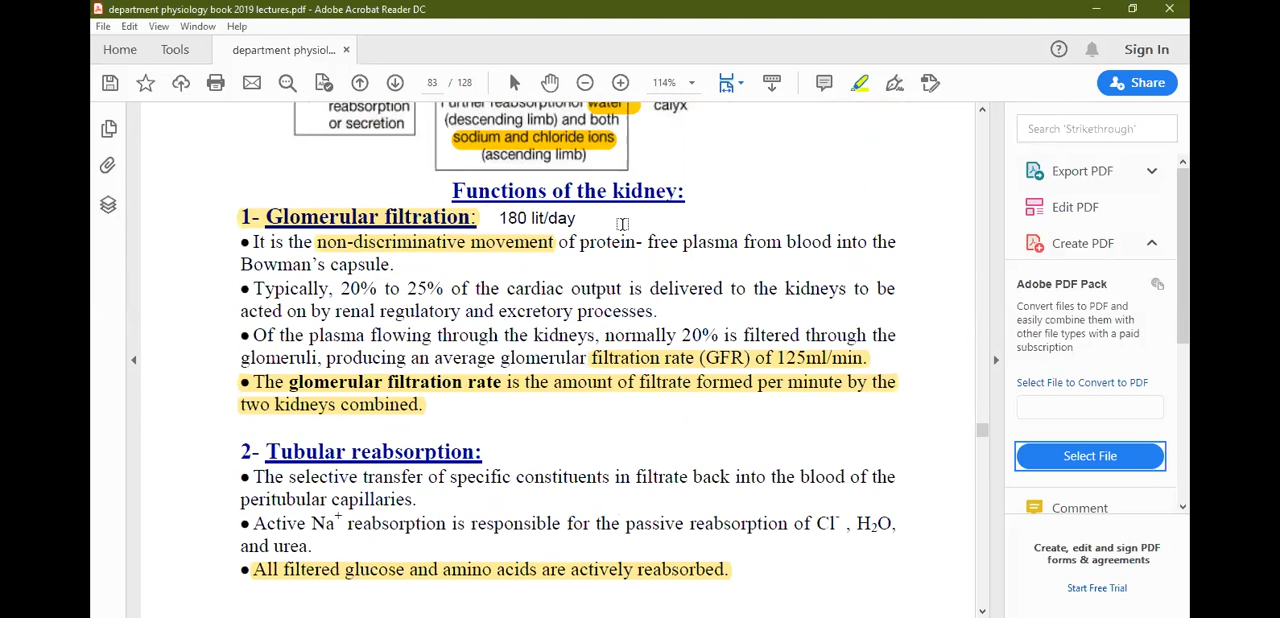 department physiology book 2019 lectures.pdf - Adobe Acrobat Reader DC
File Edit View Window Help
Home Tools department physiol... × Sign In
83 / 128 114% Share
reabsorption
or secretion
Further reabsorption of water
(descending limb) and both
sodium and chloride ions
(ascending limb)
calyx
Functions of the kidney:
1- Glomerular filtration: 180 lit/day
● It is the non-discriminative movement of protein- free plasma from blood into the
Bowman's capsule.
● Typically, 20% to 25% of the cardiac output is delivered to the kidneys to be
acted on by renal regulatory and excretory processes.
● Of the plasma flowing through the kidneys, normally 20% is filtered through the
glomeruli, producing an average glomerular filtration rate (GFR) of 125ml/min.
● The glomerular filtration rate is the amount of filtrate formed per minute by the
two kidneys combined.
2- Tubular reabsorption:
● The selective transfer of specific constituents in filtrate back into the blood of the
peritubular capillaries.
● Active Na+ reabsorption is responsible for the passive reabsorption of Cl- , H2O,
and urea.
● All filtered glucose and amino acids are actively reabsorbed.
Search 'Strikethrough'
Export PDF
Edit PDF
Create PDF
Adobe PDF Pack
Convert files to PDF and
easily combine them with
other file types with a paid
subscription
Select File to Convert to PDF
Select File
Comment
Create, edit and sign PDF
forms & agreements
Start Free Trial